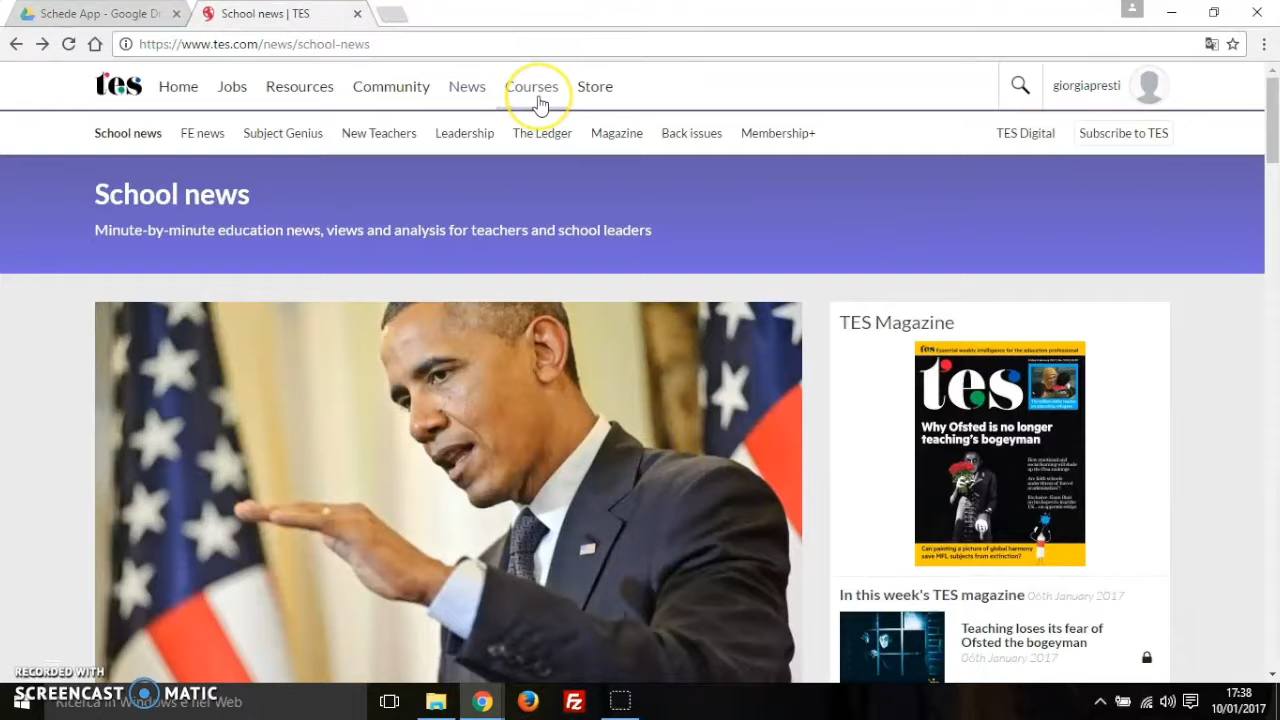 Schede App - Google Dri
School news | TES
https://www.tes.com/news/school-news
tes Home Jobs Resources Community News Courses Store giorgiapresti
School news FE news Subject Genius New Teachers Leadership The Ledger Magazine Back issues Membership+ TES Digital Subscribe to TES
School news
Minute-by-minute education news, views and analysis for teachers and school leaders
TES Magazine
tes Essential weekly intelligence for the education professional
tes
Why Ofsted is no longer
teaching's bogeyman
Can painting a picture of global harmony
save MFL subjects from extinction?
In this week's TES magazine 06th January 2017
Teaching loses its fear of
Ofsted the bogeyman
06th January 2017
RECORDED WITH
SCREENCAST MATIC
Ricerca in Windows e nel Web
17:38
10/01/2017